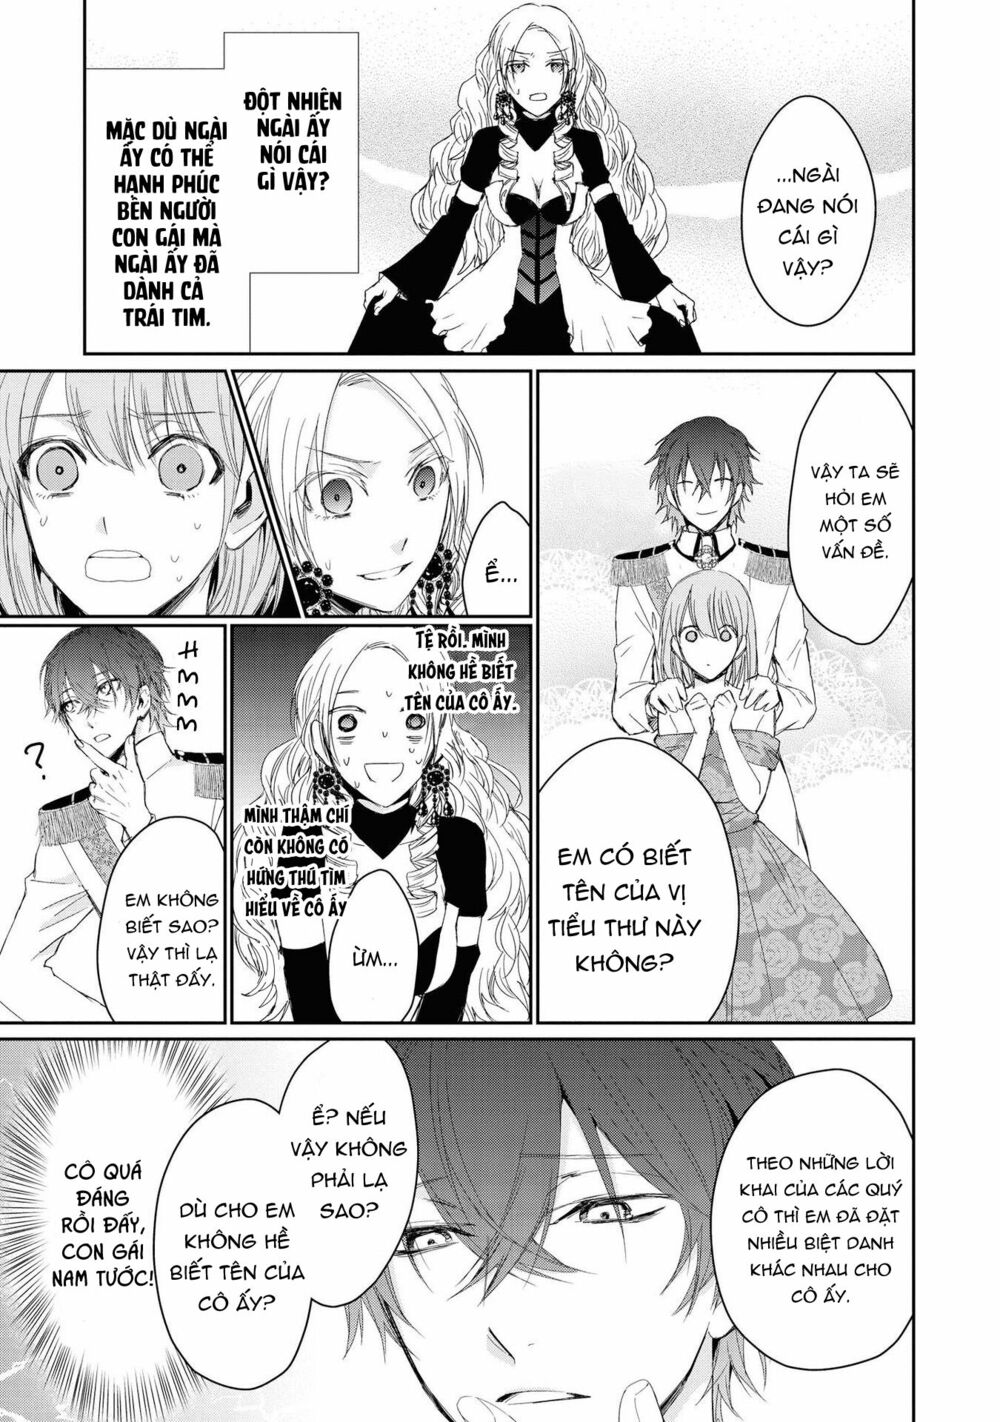 ...NGÀI
ĐANG NÓI
CÁI GÌ
VẬY?
ĐỘT NHIÊN
NGÀI ẤY
NÓI CÁI
GÌ VẬY?
MẶC DÙ NGÀI
ẤY CÓ THỂ
HẠNH PHÚC
BÊN NGƯỜI
CON GÁI MÀ
NGÀI ẤY ĐÃ
DÀNH CẢ
TRÁI TIM.
VẬY TA SẼ
HỎI EM
MỘT SỐ
VẤN ĐỀ.
EM CÓ BIẾT
TÊN CỦA VỊ
TIỂU THƯ NÀY
KHÔNG?
Ể...
TỆ RỒI. MÌNH
KHÔNG HỀ BIẾT
TÊN CỦA CÔ ẤY.
MÌNH THẬM CHÍ
CÒN KHÔNG CÓ
HỨNG THÚ TÌM
HIỂU VỀ CÔ ẤY
ỪM...
HMMM
?
EM KHÔNG
BIẾT SAO?
VẬY THÌ LẠ
THẬT ĐẤY.
THEO NHỮNG LỜI
KHAI CỦA CÁC QUÝ
CÔ THÌ EM ĐÃ ĐẶT
NHIỀU BIỆT DANH
KHÁC NHAU CHO
CÔ ẤY.
Ể? NẾU
VẬY KHÔNG
PHẢI LẠ
SAO?
DÙ CHO EM
KHÔNG HỀ
BIẾT TÊN CỦA
CÔ ẤY?
CÔ QUÁ
ĐÁNG
RỒI ĐẤY,
CON GÁI
NAM TƯỚC!